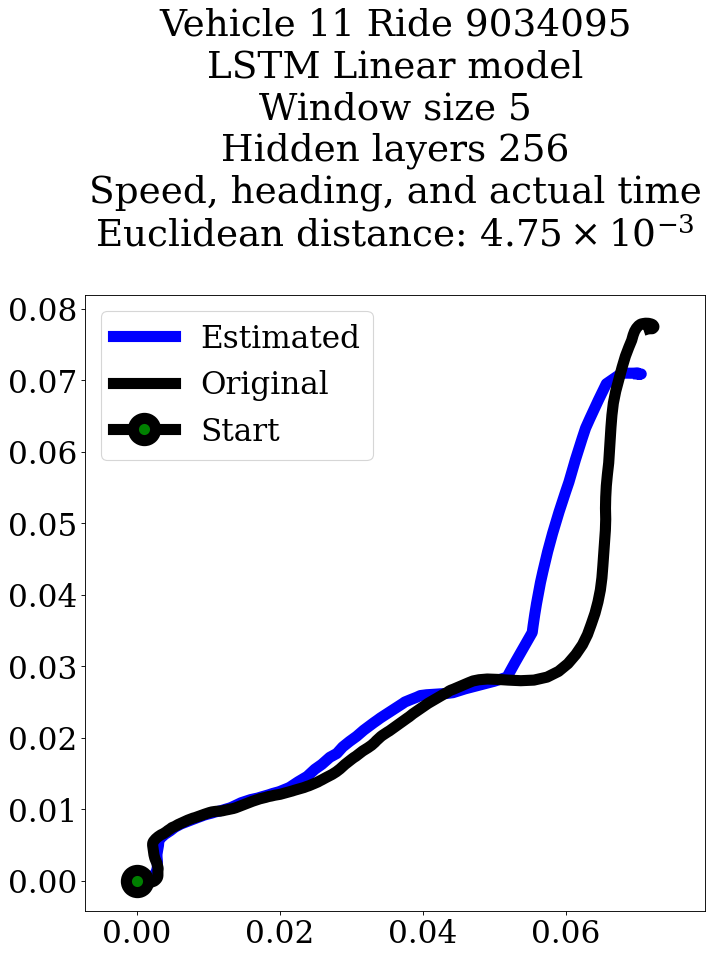 Vehicle 11 Ride 9034095
LSTM Linear model
Window size 5
Hidden layers 256
Speed, heading, and actual time
Euclidean distance: 4.75 × 10⁻³
Estimated
Original
Start
0.08
0.07
0.06
0.05
0.04
0.03
0.02
0.01
0.00
0.00 0.02 0.04 0.06